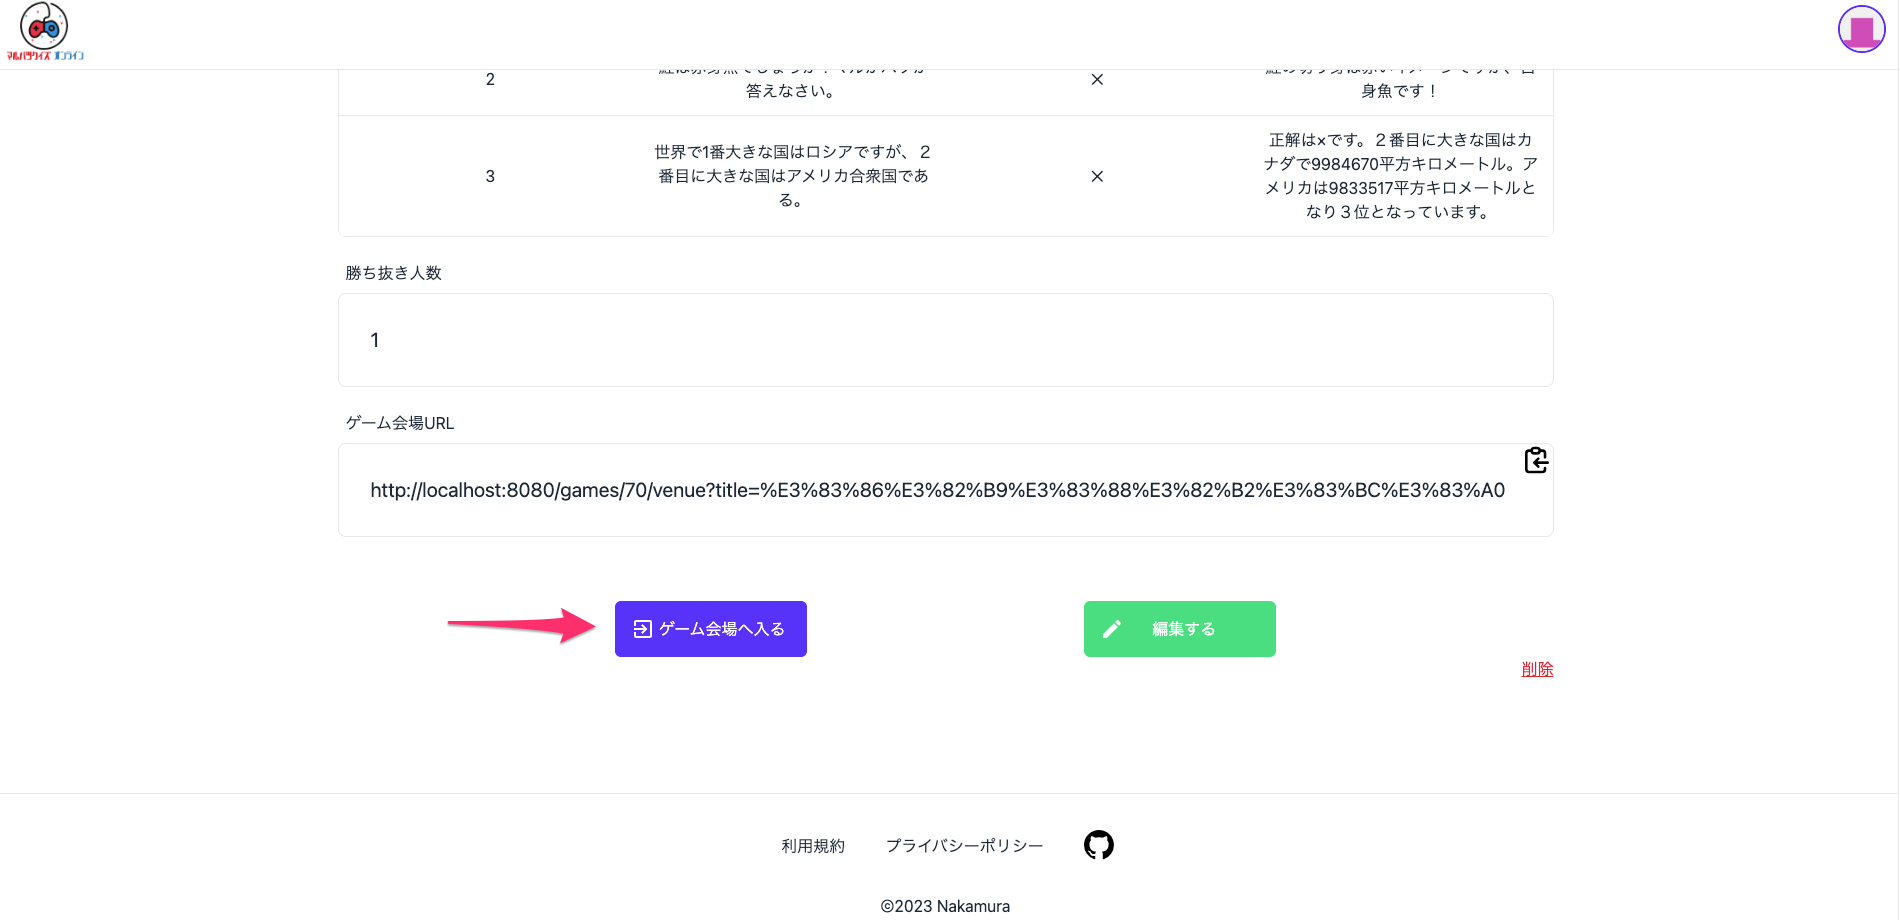 マルバツクイズ オンライン
2
答えなさい。
×
身魚です！
3
世界で1番大きな国はロシアですが、２
番目に大きな国はアメリカ合衆国であ
る。
×
正解は×です。２番目に大きな国はカ
ナダで9984670平方キロメートル。ア
メリカは9833517平方キロメートルと
なり３位となっています。
勝ち抜き人数
1
ゲーム会場URL
http://localhost:8080/games/70/venue?title=%E3%83%86%E3%82%B9%E3%83%88%E3%82%B2%E3%83%BC%E3%83%A0
ゲーム会場へ入る
編集する
削除
利用規約
プライバシーポリシー
©2023 Nakamura